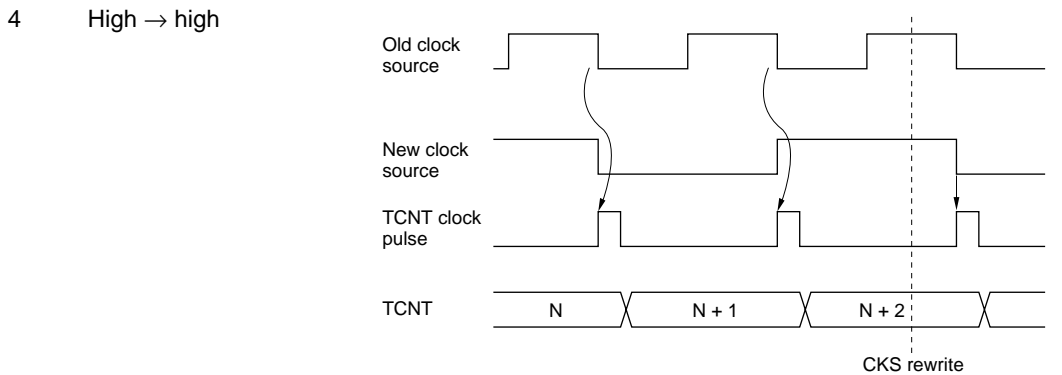 4 High → high
Old clock
source
New clock
source
TCNT clock
pulse
TCNT
N
N + 1
N + 2
CKS rewrite